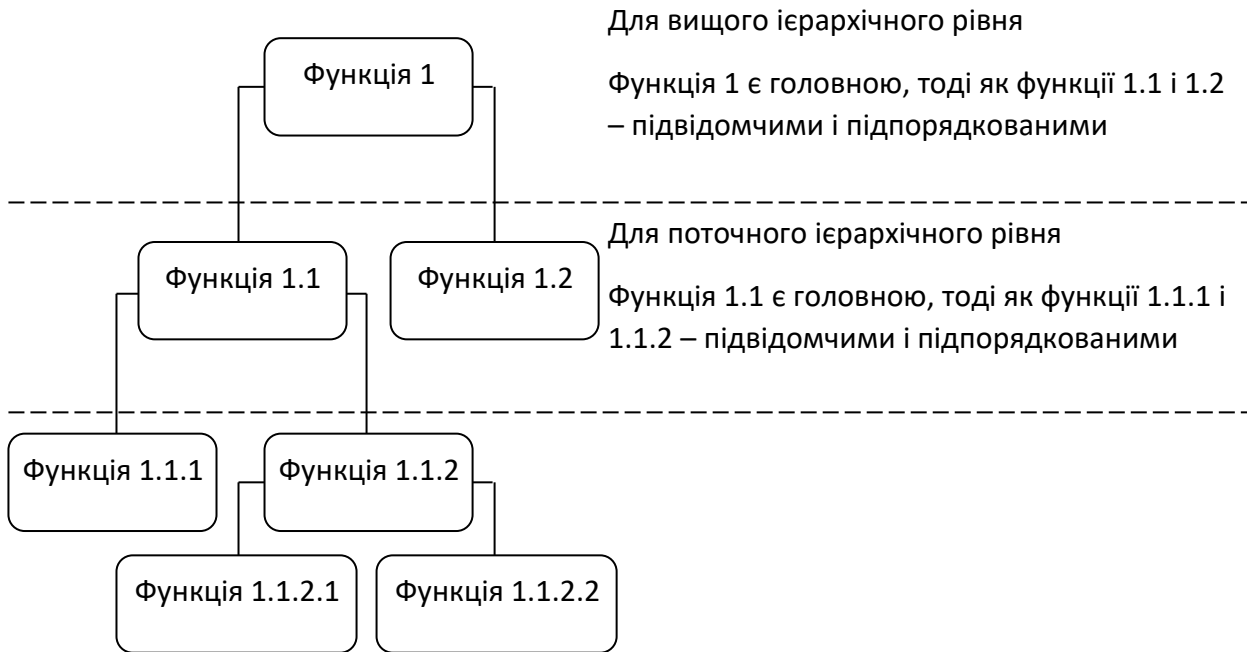 Для вищого ієрархічного рівня
Функція 1
Функція 1 є головною, тоді як функції 1.1 і 1.2
– підвідомчими і підпорядкованими
Для поточного ієрархічного рівня
Функція 1.1
Функція 1.2
Функція 1.1 є головною, тоді як функції 1.1.1 і
1.1.2 – підвідомчими і підпорядкованими
Функція 1.1.1
Функція 1.1.2
Функція 1.1.2.1
Функція 1.1.2.2